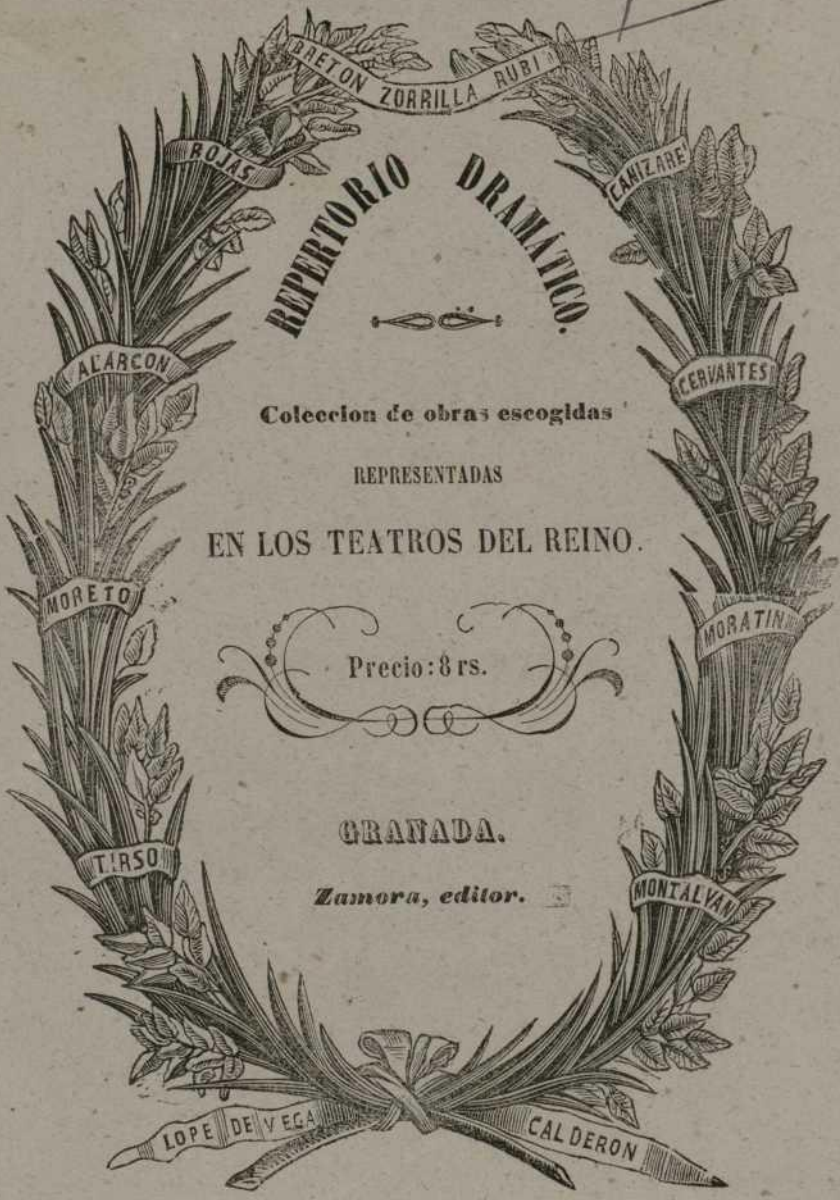 BRETON ZORRILLA RUBI
ROJAS
CAÑIZARE
REPERTORIO DRAMÁTICO.
ALARCON
CERVANTES
Coleccion de obras escogidas
REPRESENTADAS
EN LOS TEATROS DEL REINO.
MORETO
MORATIN
Precio: 8 rs.
GRANADA.
TIRSO
Zamora, editor.
MONTALVAN
LOPE DE VEGA
CALDERON